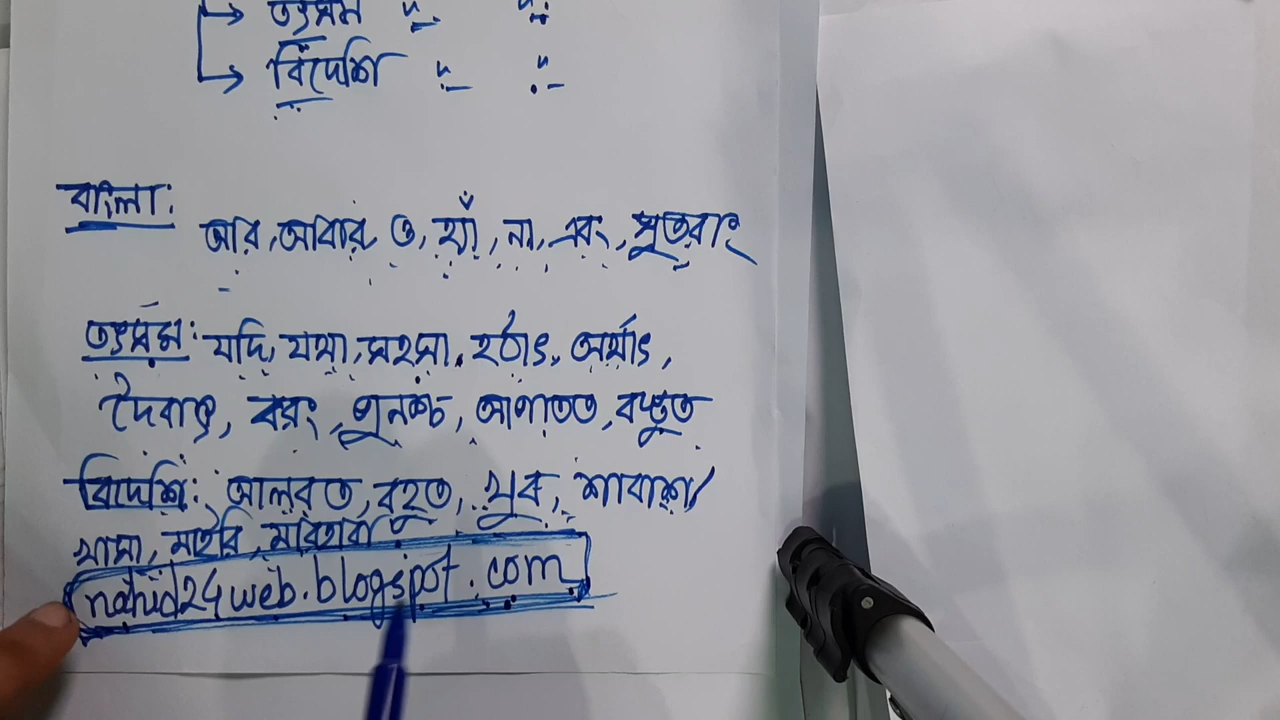 তৎসম " "
বিদেশি " "
বাংলা:
আর, আবার, ও, হ্যাঁ, না, এবং, সুতরাং
তৎসম: যদি, যথা, সহসা, হঠাৎ, অর্থাৎ,
দৈবাৎ, বরং, পুনশ্চ, আপাতত, বস্তুত
বিদেশি: আলবত, বহুত, খুব, শাবাশ,
খাসা, মাইরি, মারহাবা
nahid24web.blogspot.com